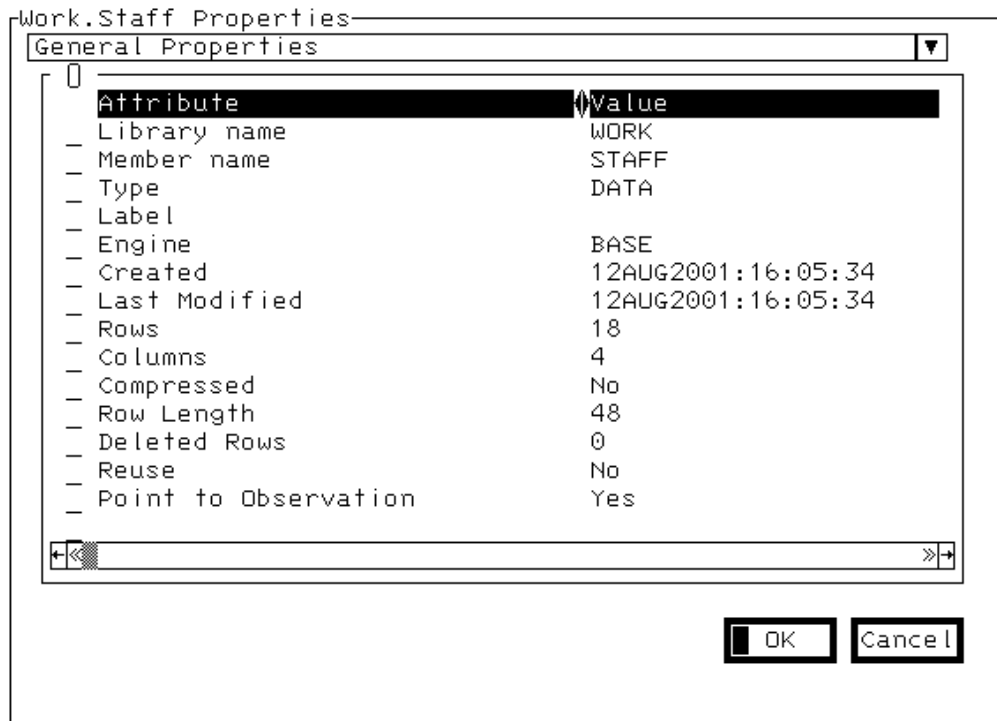 Work.Staff Properties
General Properties ▼
Attribute Value
_ Library name WORK
_ Member name STAFF
_ Type DATA
_ Label
_ Engine BASE
_ Created 12AUG2001:16:05:34
_ Last Modified 12AUG2001:16:05:34
_ Rows 18
_ Columns 4
_ Compressed No
_ Row Length 48
_ Deleted Rows 0
_ Reuse No
_ Point to Observation Yes
OK Cancel